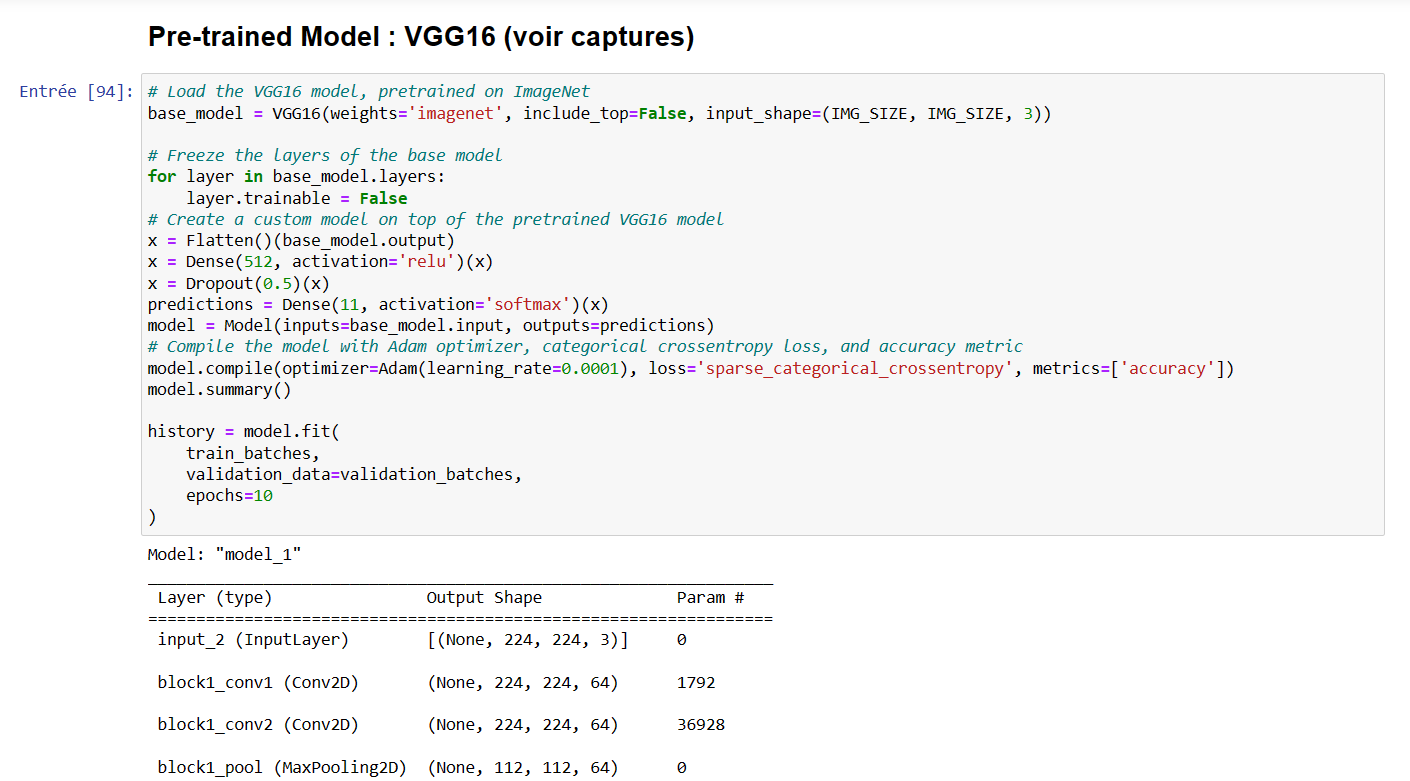 Pre-trained Model : VGG16 (voir captures)
Entrée [94]:
# Load the VGG16 model, pretrained on ImageNet
base_model = VGG16(weights='imagenet', include_top=False, input_shape=(IMG_SIZE, IMG_SIZE, 3))
# Freeze the layers of the base model
for layer in base_model.layers:
    layer.trainable = False
# Create a custom model on top of the pretrained VGG16 model
x = Flatten()(base_model.output)
x = Dense(512, activation='relu')(x)
x = Dropout(0.5)(x)
predictions = Dense(11, activation='softmax')(x)
model = Model(inputs=base_model.input, outputs=predictions)
# Compile the model with Adam optimizer, categorical crossentropy loss, and accuracy metric
model.compile(optimizer=Adam(learning_rate=0.0001), loss='sparse_categorical_crossentropy', metrics=['accuracy'])
model.summary()
history = model.fit(
    train_batches,
    validation_data=validation_batches,
    epochs=10
)
Model: "model_1"
Layer (type) Output Shape Param #
input_2 (InputLayer) [(None, 224, 224, 3)] 0
block1_conv1 (Conv2D) (None, 224, 224, 64) 1792
block1_conv2 (Conv2D) (None, 224, 224, 64) 36928
block1_pool (MaxPooling2D) (None, 112, 112, 64) 0